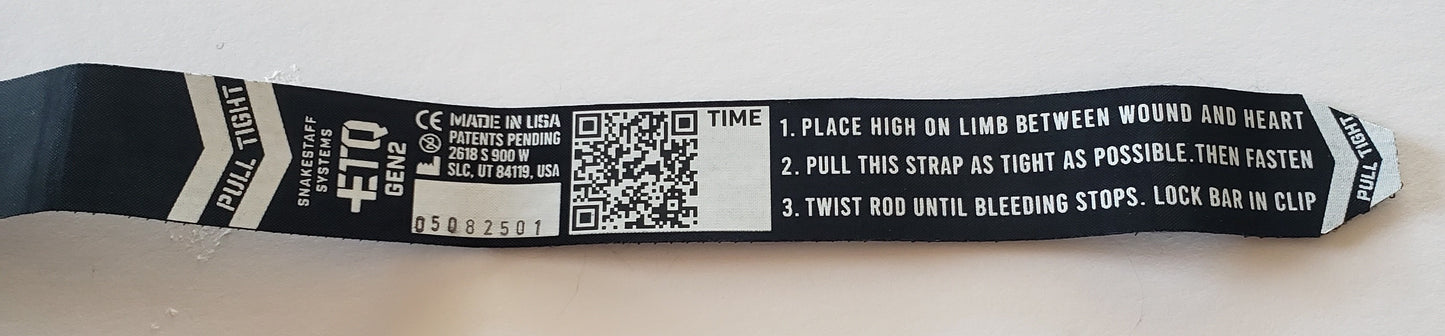 PULL TIGHT
SNAKESTAFF
SYSTEMS
ETQ
GEN2
CE MADE IN USA
PATENTS PENDING
2618 S 900 W
SLC, UT 84119, USA
05082501
TIME
1. PLACE HIGH ON LIMB BETWEEN WOUND AND HEART
2. PULL THIS STRAP AS TIGHT AS POSSIBLE.THEN FASTEN
3. TWIST ROD UNTIL BLEEDING STOPS. LOCK BAR IN CLIP
PULL TIGHT